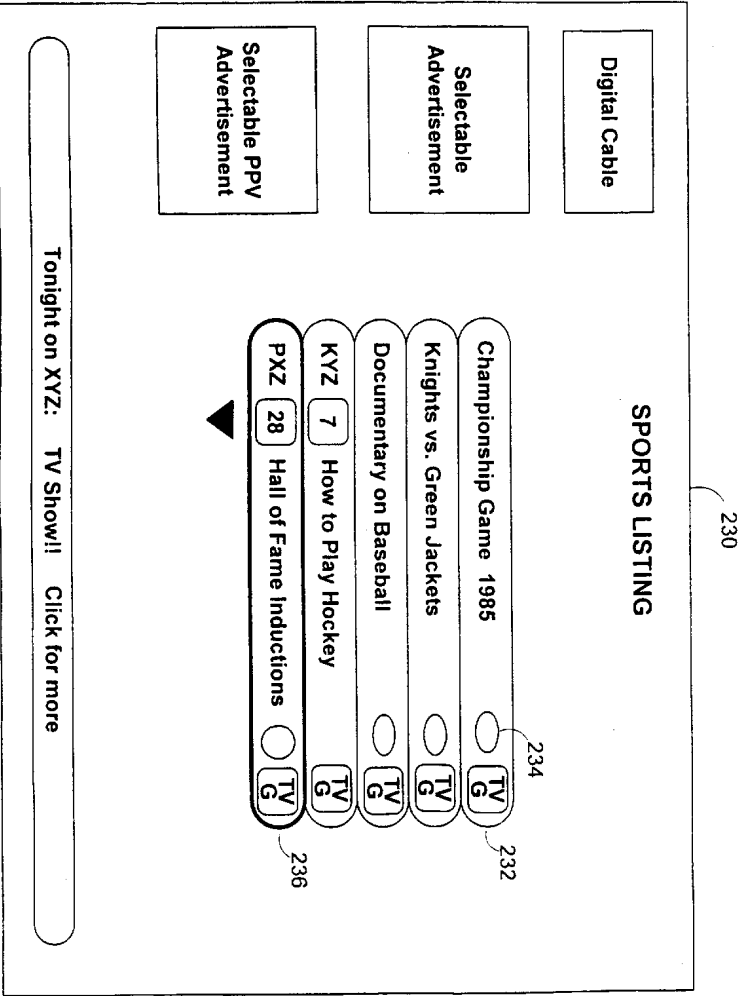 230
SPORTS LISTING
Digital Cable
Selectable
Advertisement
Selectable PPV
Advertisement
Championship Game 1985 TV G
234
232
Knights vs. Green Jackets TV G
Documentary on Baseball TV G
KYZ 7 How to Play Hockey TV G
PXZ 28 Hall of Fame Inductions TV G
236
Tonight on XYZ: TV Show!! Click for more